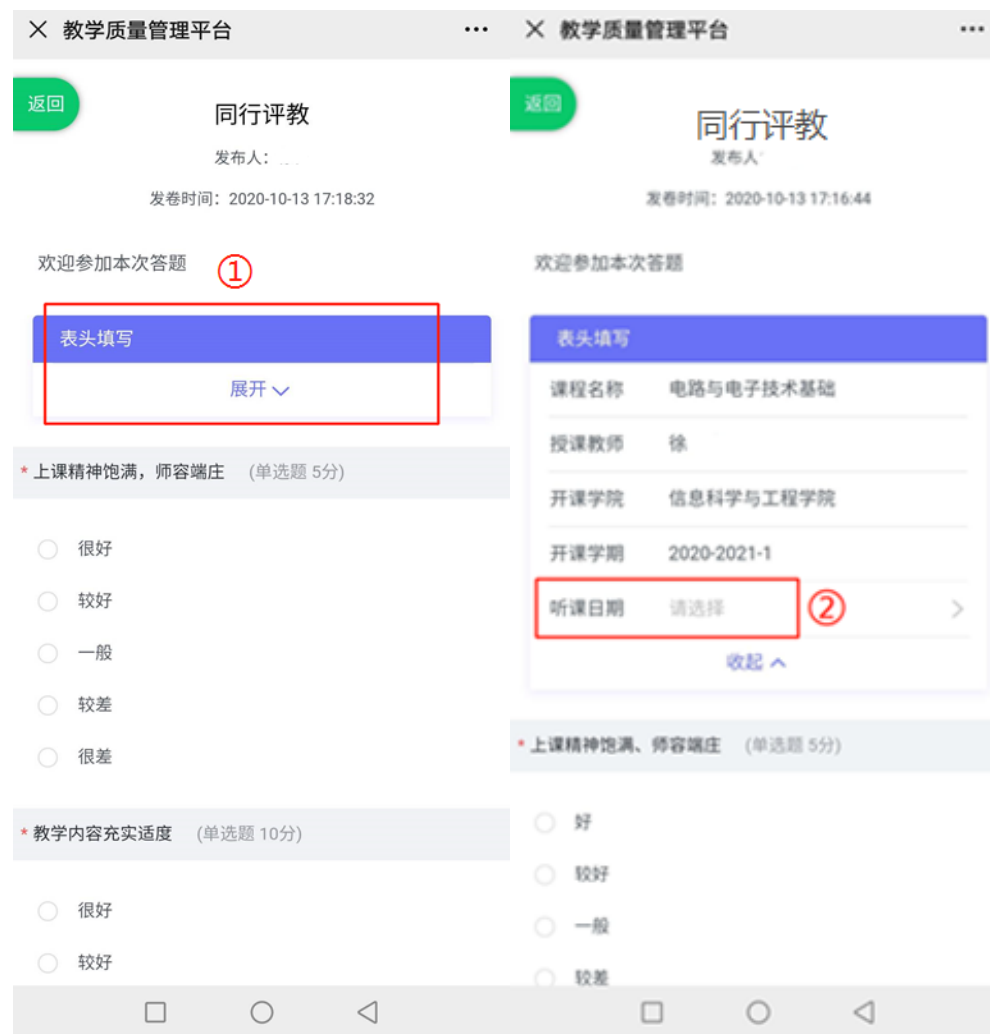 教学质量管理平台
返回
同行评教
发布人:
发卷时间：2020-10-13 17:18:32
欢迎参加本次答题
①
表头填写
展开
* 上课精神饱满，师容端庄 (单选题 5分)
很好
较好
一般
较差
很差
* 教学内容充实适度 (单选题 10分)
很好
较好
教学质量管理平台
返回
同行评教
发布人
发卷时间：2020-10-13 17:16:44
欢迎参加本次答题
表头填写
课程名称 电路与电子技术基础
授课教师 徐
开课学院 信息科学与工程学院
开课学期 2020-2021-1
听课日期 请选择 ②
收起
* 上课精神饱满、师容端庄 (单选题 5分)
好
较好
一般
较差